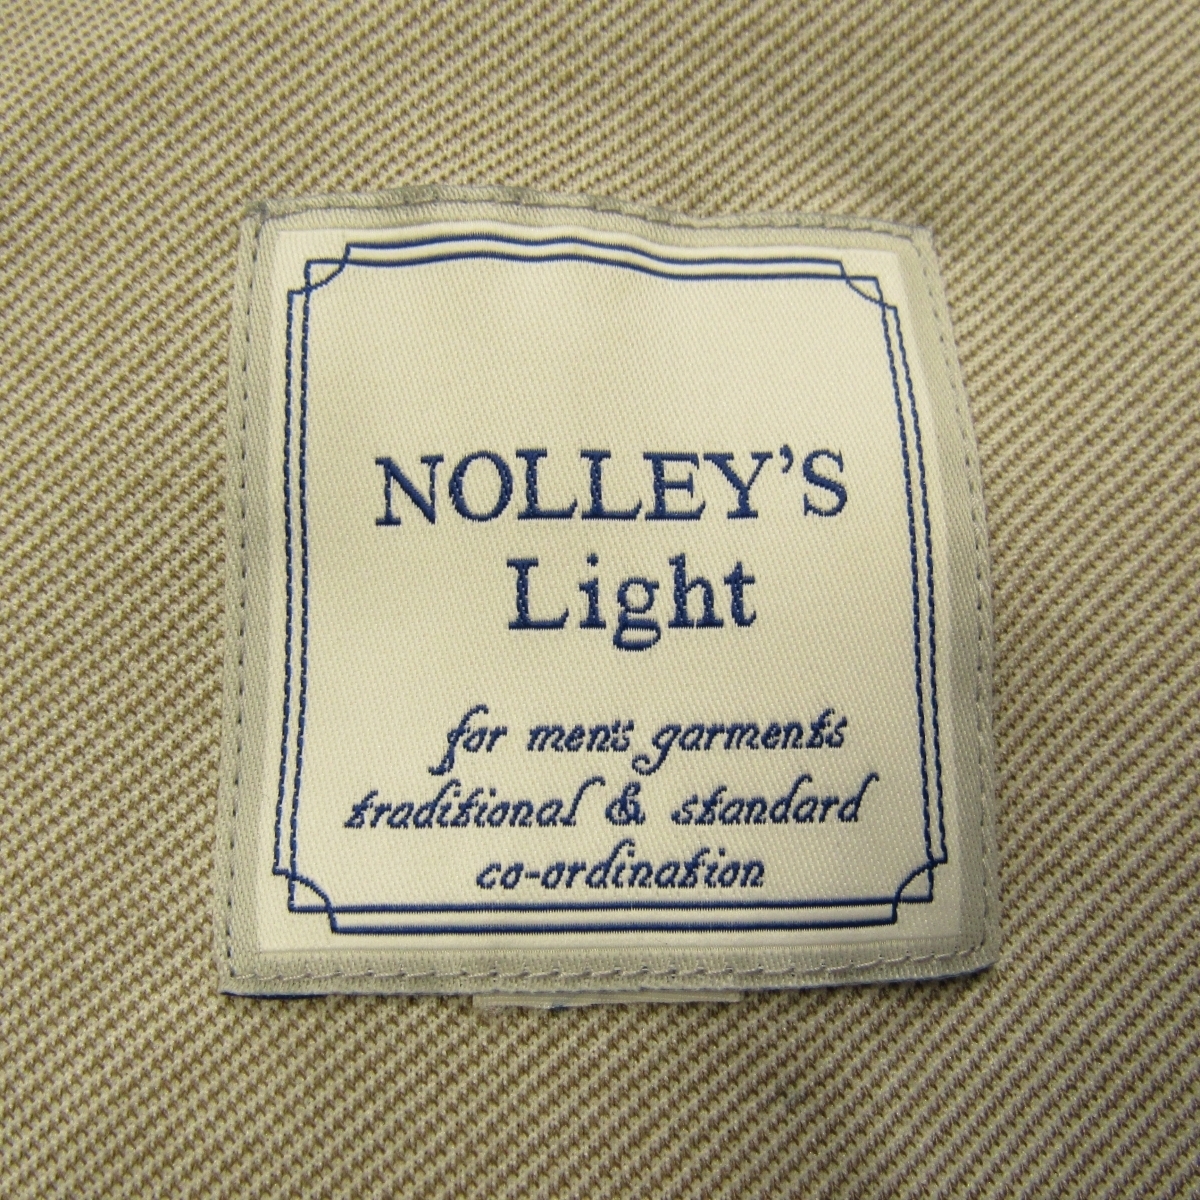 NOLLEY'S
Light
for men's garments
traditional & standard
co-ordination